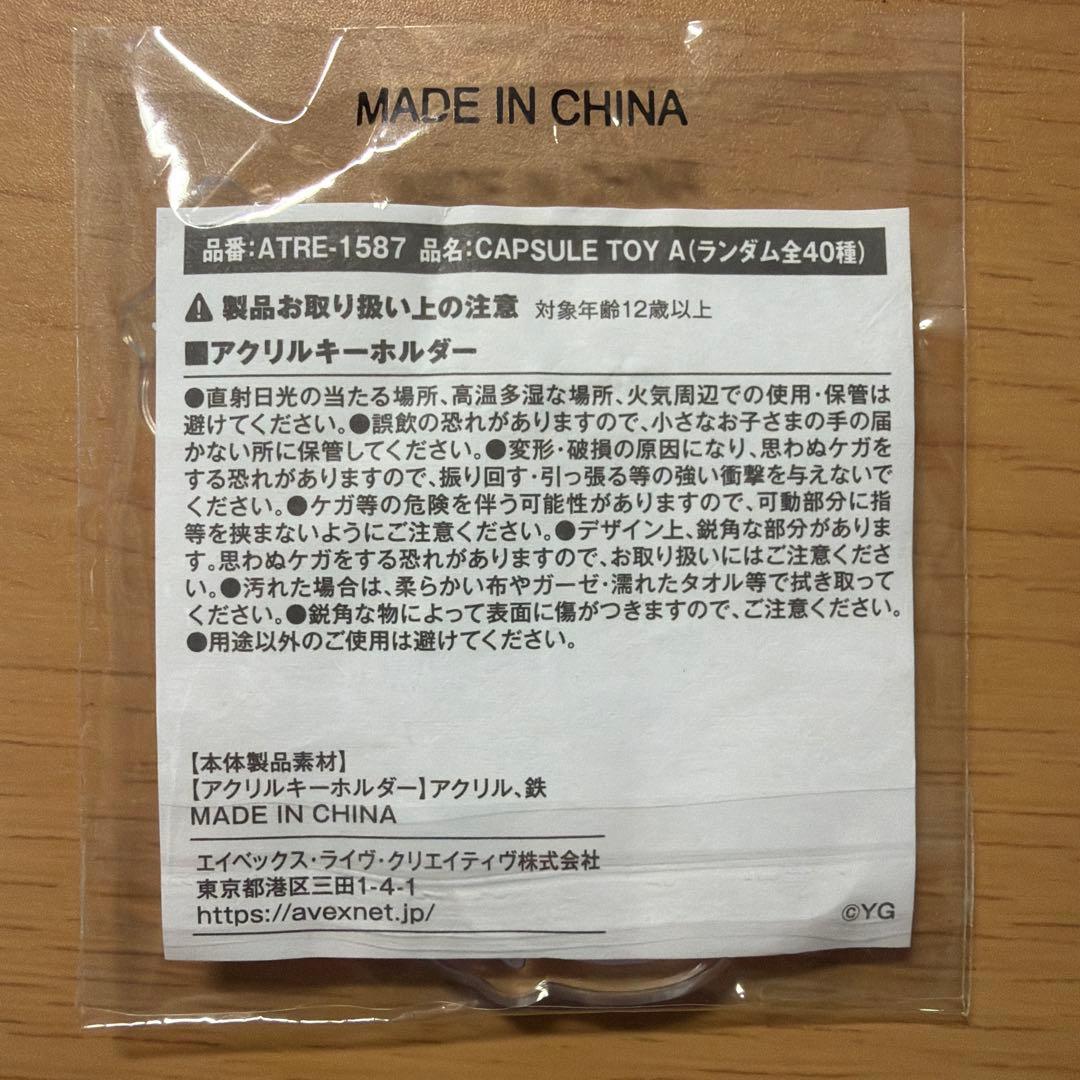 MADE IN CHINA
品番:ATRE-1587 品名:CAPSULE TOY A(ランダム全40種)
製品お取り扱い上の注意 対象年齢12歳以上
■アクリルキーホルダー
●直射日光の当たる場所、高温多湿な場所、火気周辺での使用・保管は
避けてください。●誤飲の恐れがありますので、小さなお子さまの手の届
かない所に保管してください。●変形・破損の原因になり、思わぬケガを
する恐れがありますので、振り回す・引っ張る等の強い衝撃を与えないで
ください。●ケガ等の危険を伴う可能性がありますので、可動部分に指
等を挟まないようにご注意ください。●デザイン上、鋭角な部分がありま
す。思わぬケガをする恐れがありますので、お取り扱いにはご注意くださ
い。●汚れた場合は、柔らかい布やガーゼ・濡れたタオル等で拭き取って
ください。●鋭角な物によって表面に傷がつきますので、ご注意ください。
●用途以外のご使用は避けてください。
【本体製品素材】
【アクリルキーホルダー】アクリル、鉄
MADE IN CHINA
エイベックス・ライヴ・クリエイティヴ株式会社
東京都港区三田1-4-1
https://avexnet.jp/
©YG